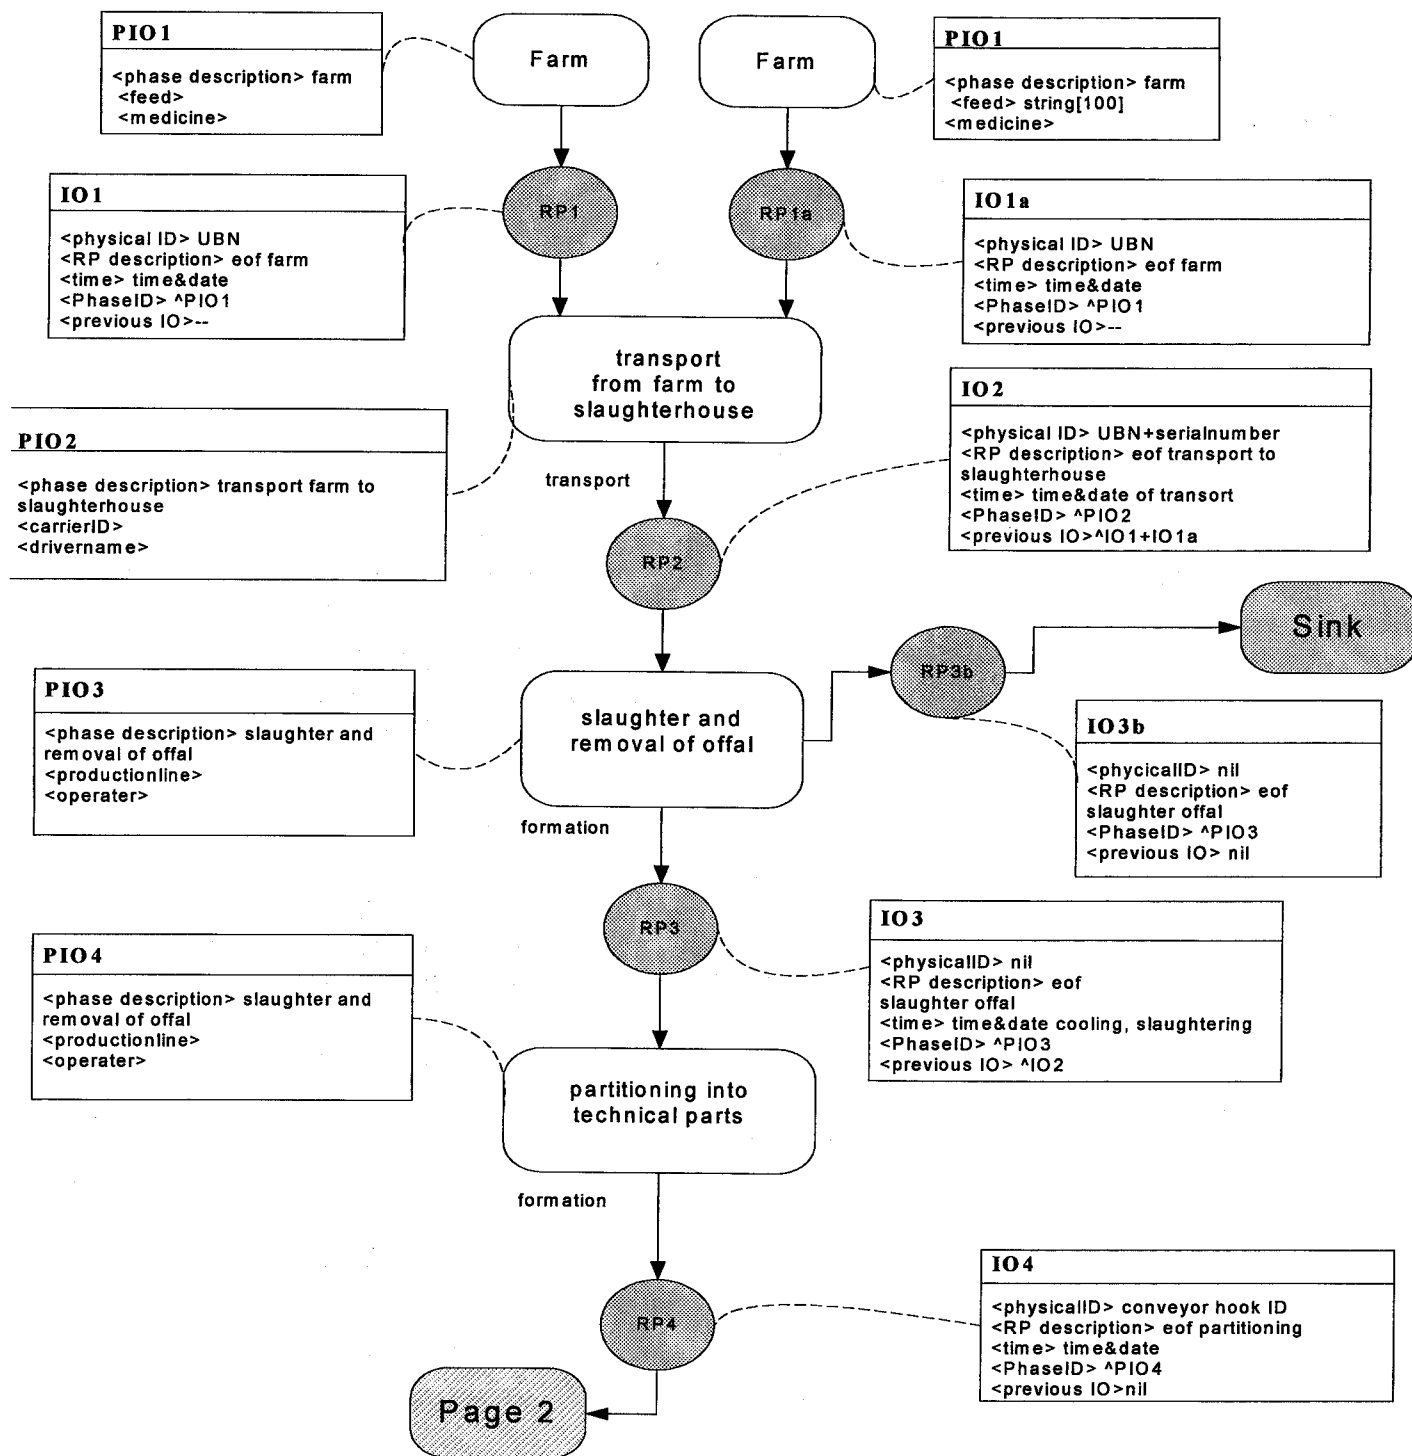 PIO1
<phase description> farm
<feed>
<medicine>
Farm
Farm
PIO1
<phase description> farm
<feed> string[100]
<medicine>
IO1
<physical ID> UBN
<RP description> eof farm
<time> time&date
<PhaseID> ^PIO1
<previous IO>--
RP1
RP1a
IO1a
<physical ID> UBN
<RP description> eof farm
<time> time&date
<PhaseID> ^PIO1
<previous IO>--
transport
from farm to
slaughterhouse
PIO2
<phase description> transport farm to
slaughterhouse
<carrierID>
<drivername>
transport
IO2
<physical ID> UBN+serialnumber
<RP description> eof transport to
slaughterhouse
<time> time&date of transort
<PhaseID> ^PIO2
<previous IO>^IO1+IO1a
RP2
RP3b
Sink
PIO3
<phase description> slaughter and
removal of offal
<productionline>
<operater>
slaughter and
removal of offal
IO3b
<phycicalID> nil
<RP description> eof
slaughter offal
<PhaseID> ^PIO3
<previous IO> nil
formation
RP3
IO3
<physicalID> nil
<RP description> eof
slaughter offal
<time> time&date cooling, slaughtering
<PhaseID> ^PIO3
<previous IO> ^IO2
PIO4
<phase description> slaughter and
removal of offal
<productionline>
<operater>
partitioning into
technical parts
formation
RP4
IO4
<physicalID> conveyor hook ID
<RP description> eof partitioning
<time> time&date
<PhaseID> ^PIO4
<previous IO>nil
Page 2